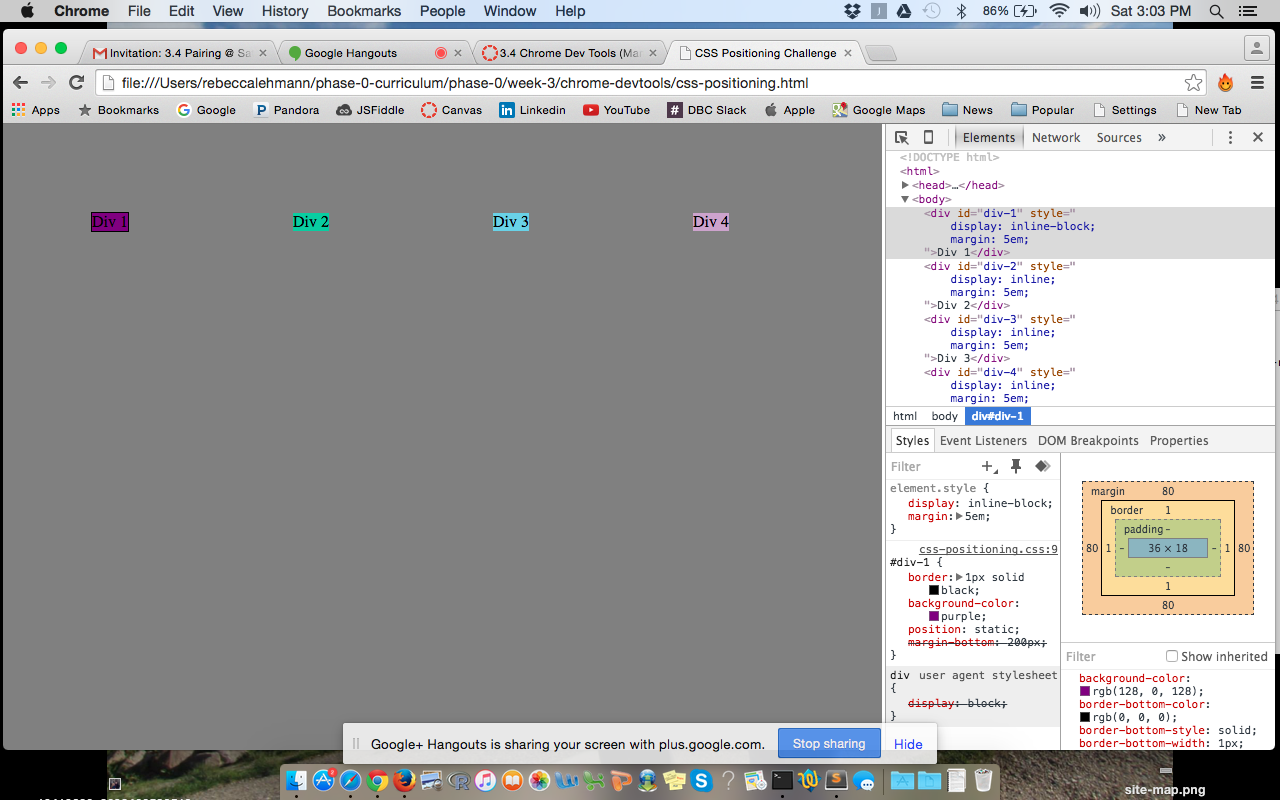 Chrome File Edit View History Bookmarks People Window Help 86% Sat 3:03 PM
Invitation: 3.4 Pairing @ Sa × Google Hangouts × 3.4 Chrome Dev Tools (Mar × CSS Positioning Challenge ×
file:///Users/rebeccalehmann/phase-0-curriculum/phase-0/week-3/chrome-devtools/css-positioning.html
Apps Bookmarks Google Pandora JSFiddle Canvas Linkedin YouTube DBC Slack Apple Google Maps News Popular Settings New Tab
Div 1 Div 2 Div 3 Div 4
Elements Network Sources »
<!DOCTYPE html>
<html>
<head>…</head>
<body>
<div id="div-1" style="
display: inline-block;
margin: 5em;
">Div 1</div>
<div id="div-2" style="
display: inline;
margin: 5em;
">Div 2</div>
<div id="div-3" style="
display: inline;
margin: 5em;
">Div 3</div>
<div id="div-4" style="
display: inline;
margin: 5em;
html body div#div-1
Styles Event Listeners DOM Breakpoints Properties
Filter
element.style {
display: inline-block;
margin: 5em;
}
css-positioning.css:9
#div-1 {
border: 1px solid
black;
background-color:
purple;
position: static;
margin-bottom: 200px;
}
div user agent stylesheet
{
display: block;
}
margin 80
border 1
padding -
80 1 - 36 × 18 - 1 80
-
1
80
Filter Show inherited
background-color:
rgb(128, 0, 128);
border-bottom-color:
rgb(0, 0, 0);
border-bottom-style: solid;
border-bottom-width: 1px;
Google+ Hangouts is sharing your screen with plus.google.com. Stop sharing Hide
site-map.png